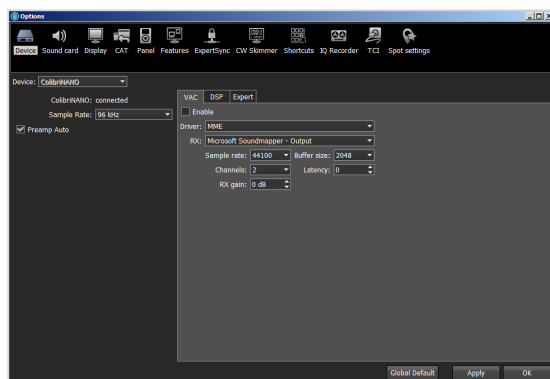 Options
Device Sound card Display CAT Panel Features ExpertSync CW Skimmer Shortcuts IQ Recorder TCI Spot settings
Device: ColibriNANO
ColibriNANO: connected
Sample Rate: 96 kHz
Preamp Auto
VAC DSP Expert
Enable
Driver: MME
RX: Microsoft Soundmapper - Output
Sample rate: 44100 Buffer size: 2048
Channels: 2 Latency: 0
RX gain: 0 dB
Global Default Apply OK